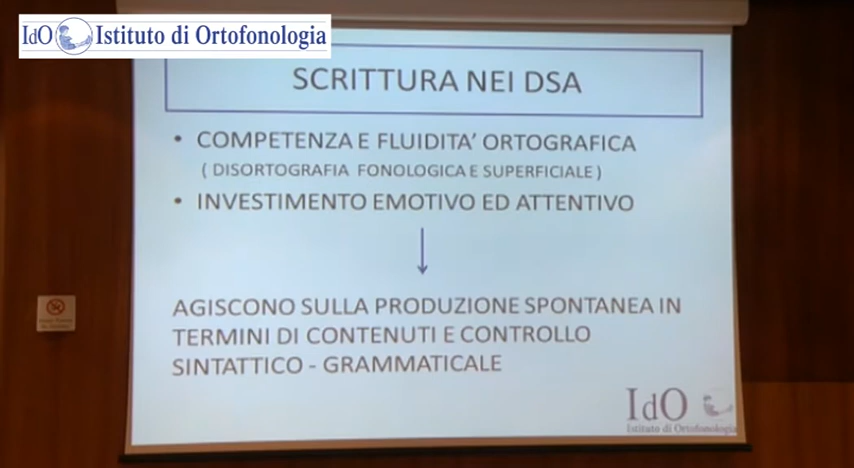 IdO Istituto di Ortofonologia
SCRITTURA NEI DSA
• COMPETENZA E FLUIDITA' ORTOGRAFICA
( DISORTOGRAFIA FONOLOGICA E SUPERFICIALE )
• INVESTIMENTO EMOTIVO ED ATTENTIVO
AGISCONO SULLA PRODUZIONE SPONTANEA IN
TERMINI DI CONTENUTI E CONTROLLO
SINTATTICO - GRAMMATICALE
IdO
Istituto di Ortofonologia